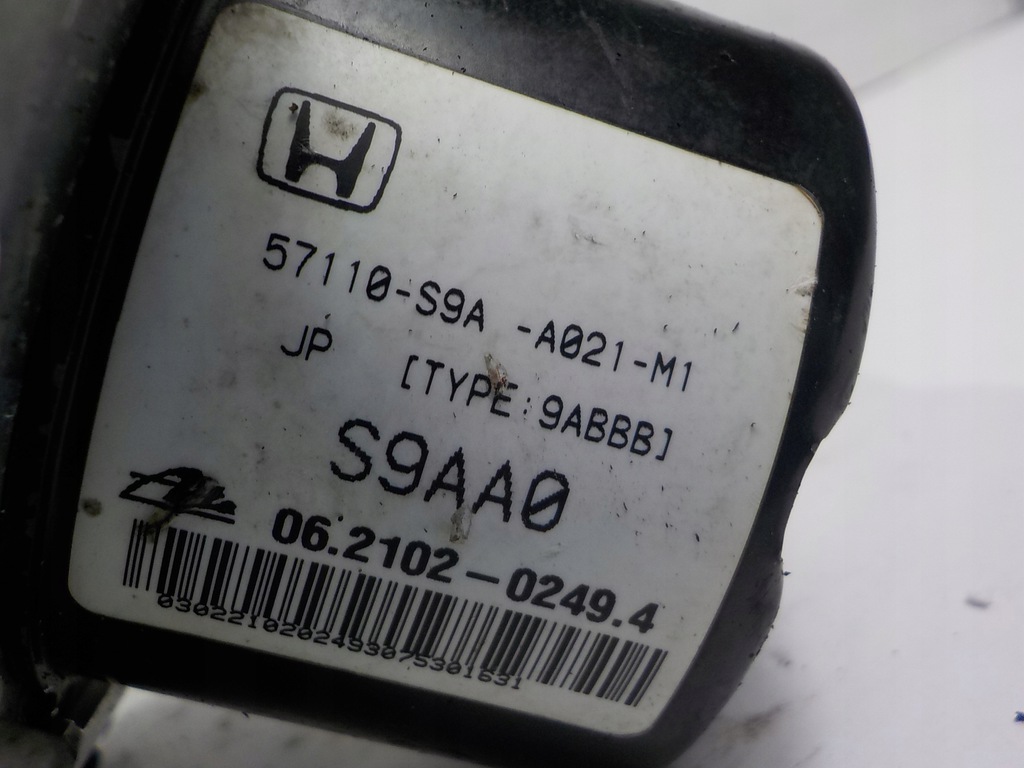 57110-S9A -A021-M1
JP [TYPE:9ABBB]
S9AA0
06.2102-0249.4